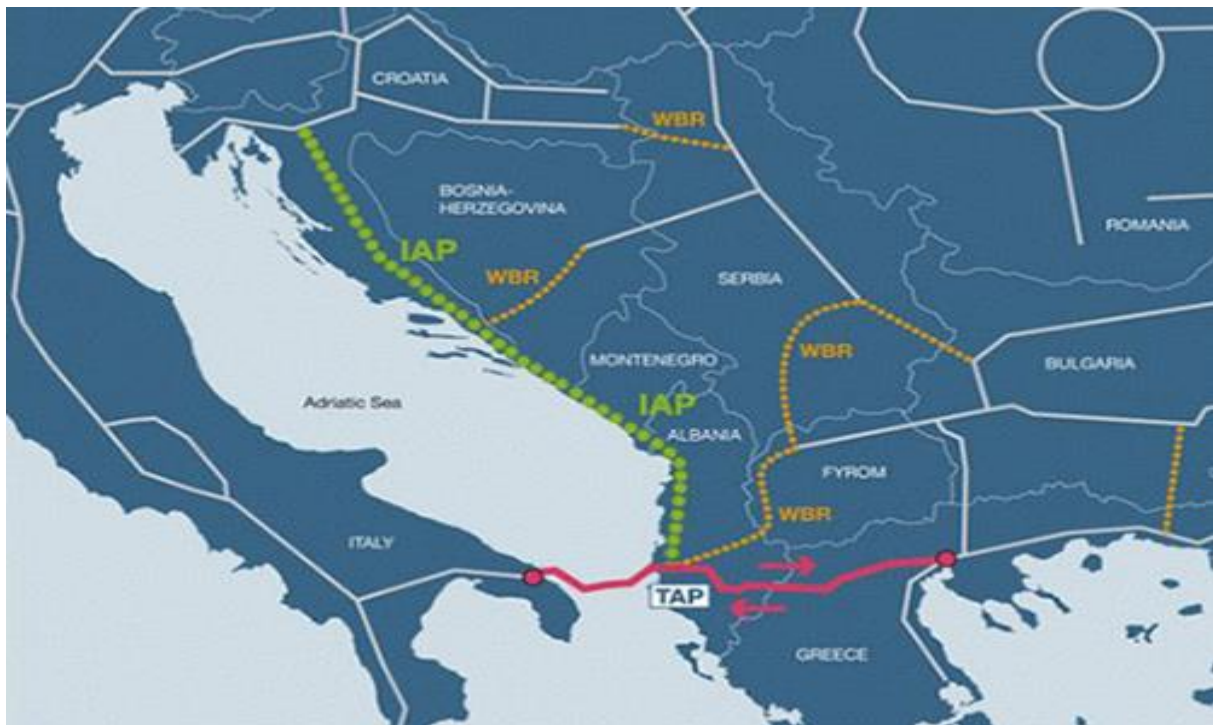 CROATIA
WBR
BOSNIA-
HERZEGOVINA
ROMANIA
IAP
WBR
SERBIA
MONTENEGRO
WBR
BULGARIA
Adriatic Sea
IAP
ALBANIA
FYROM
WBR
ITALY
TAP
GREECE